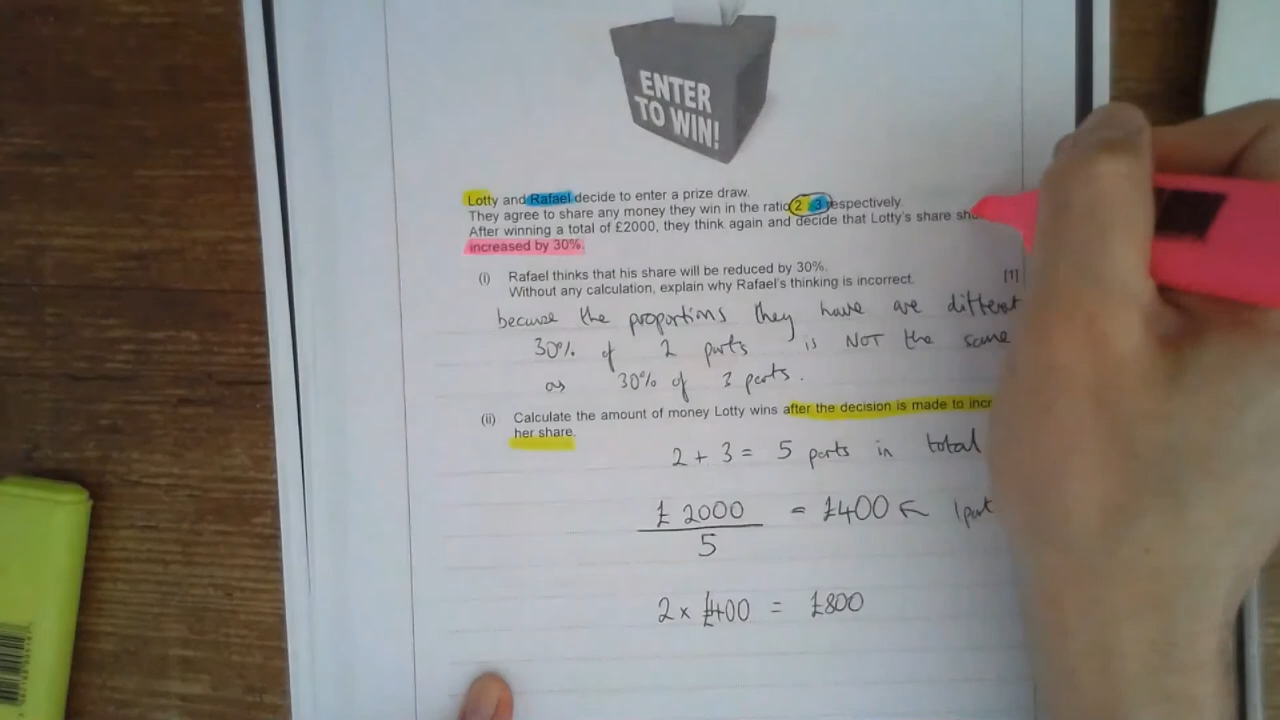 ENTER
TO WIN!
Lotty and Rafael decide to enter a prize draw.
They agree to share any money they win in the ratio 2 : 3 respectively.
After winning a total of £2000, they think again and decide that Lotty's share
increased by 30%.
(i) Rafael thinks that his share will be reduced by 30%.
Without any calculation, explain why Rafael's thinking is incorrect. [1]
because the proportions they have are different
30% of 2 parts is NOT the same
as 30% of 3 parts.
(ii) Calculate the amount of money Lotty wins after the decision is made to incr
her share.
2 + 3 = 5 parts in total
£ 2000 = £400 ← 1 part
5
2 × £400 = £800